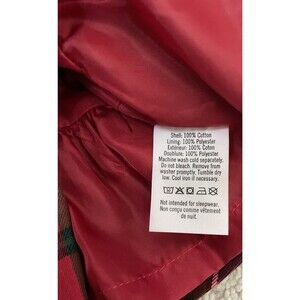 Shell: 100% Cotton
Lining: 100% Polyester
Extérieur: 100% Coton
Doublure: 100% Polyester
Machine wash cold separately.
Do not bleach. Remove from
washer promptly. Tumble dry
low. Cool iron if necessary.
Not intended for sleepwear.
Non conçu comme vêtement
de nuit.